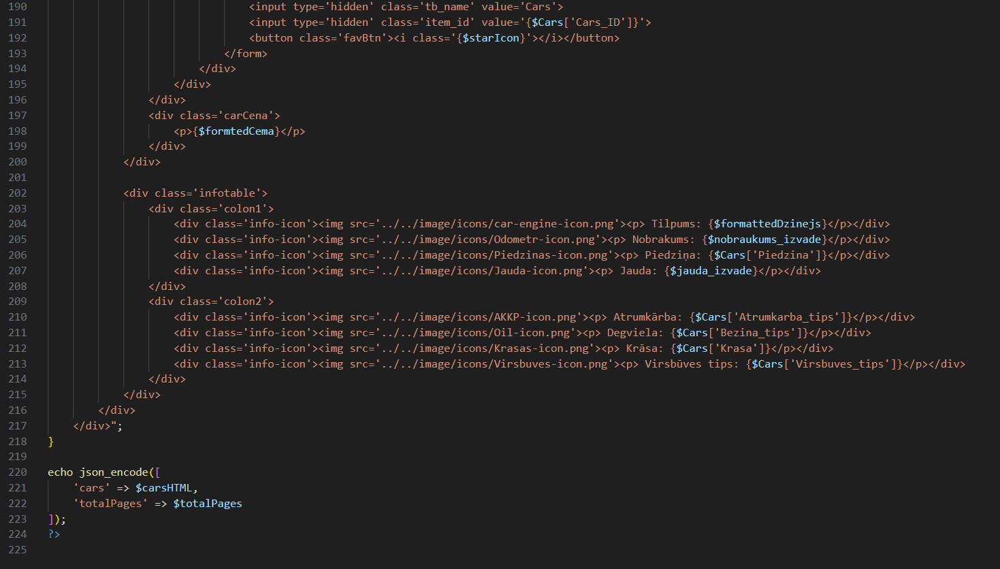 190 <input type='hidden' class='tb_name' value='Cars'>
191 <input type='hidden' class='item_id' value='{$Cars['Cars_ID']}'>
192 <button class='favBtn'><i class='{$starIcon}'></i></button>
193 </form>
194 </div>
195 </div>
196 </div>
197 <div class='carCena'>
198 <p>{$formtedCema}</p>
199 </div>
200 </div>
201
202 <div class='infotable'>
203 <div class='colon1'>
204 <div class='info-icon'><img src='../../image/icons/car-engine-icon.png'><p> Tilpums: {$formattedDzinejs}</p></div>
205 <div class='info-icon'><img src='../../image/icons/Odometr-icon.png'><p> Nobrakums: {$nobraukums_izvade}</p></div>
206 <div class='info-icon'><img src='../../image/icons/Piedzinas-icon.png'><p> Piedziņa: {$Cars['Piedzina']}</p></div>
207 <div class='info-icon'><img src='../../image/icons/Jauda-icon.png'><p> Jauda: {$jauda_izvade}</p></div>
208 </div>
209 <div class='colon2'>
210 <div class='info-icon'><img src='../../image/icons/AKKP-icon.png'><p> Atrumkārba: {$Cars['Atrumkarba_tips']}</p></div>
211 <div class='info-icon'><img src='../../image/icons/Oil-icon.png'><p> Degviela: {$Cars['Bezina_tips']}</p></div>
212 <div class='info-icon'><img src='../../image/icons/Krasas-icon.png'><p> Krāsa: {$Cars['Krasa']}</p></div>
213 <div class='info-icon'><img src='../../image/icons/Virsbuves-icon.png'><p> Virsbūves tips: {$Cars['Virsbuves_tips']}</p></div>
214 </div>
215 </div>
216 </div>
217 </div>";
218 }
219
220 echo json_encode([
221 'cars' => $carsHTML,
222 'totalPages' => $totalPages
223 ]);
224 ?>
225